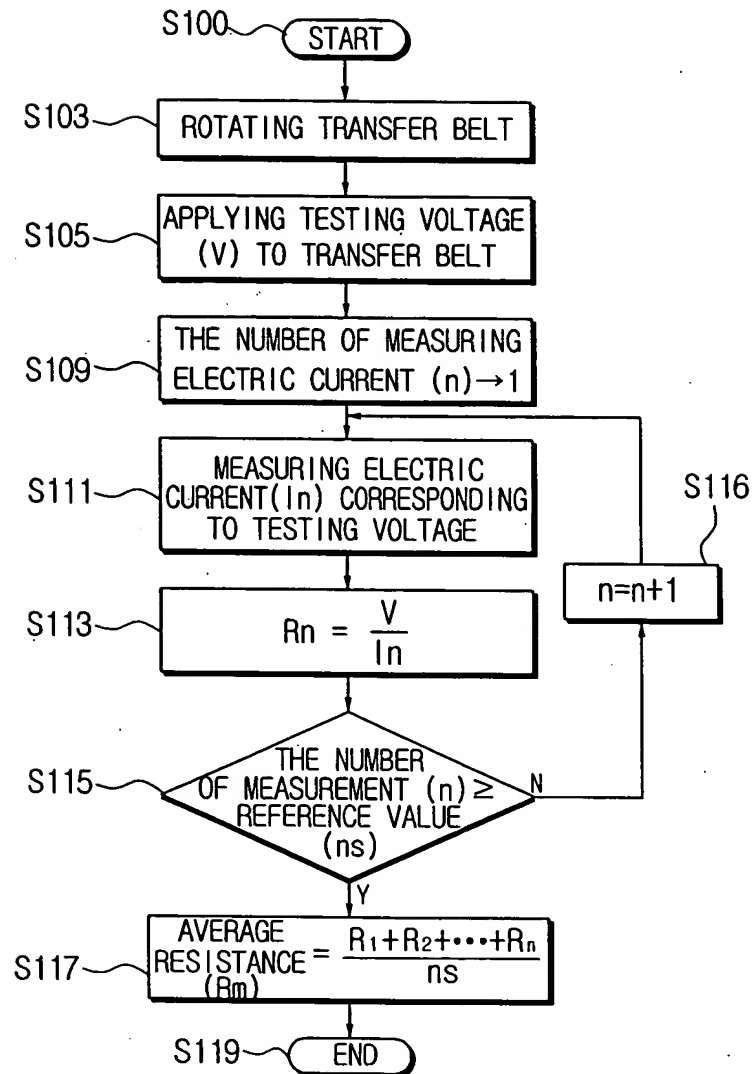 S100
START
S103
ROTATING TRANSFER BELT
S105
APPLYING TESTING VOLTAGE
(V) TO TRANSFER BELT
S109
THE NUMBER OF MEASURING
ELECTRIC CURRENT (n)→1
S111
MEASURING ELECTRIC
CURRENT(In) CORRESPONDING
TO TESTING VOLTAGE
S116
n=n+1
S113
Rn = V/In
S115
THE NUMBER
OF MEASUREMENT (n) ≥
REFERENCE VALUE
(ns)
N
Y
S117
AVERAGE
RESISTANCE
(Rm)
= R1+R2+•••+Rn/ns
S119
END